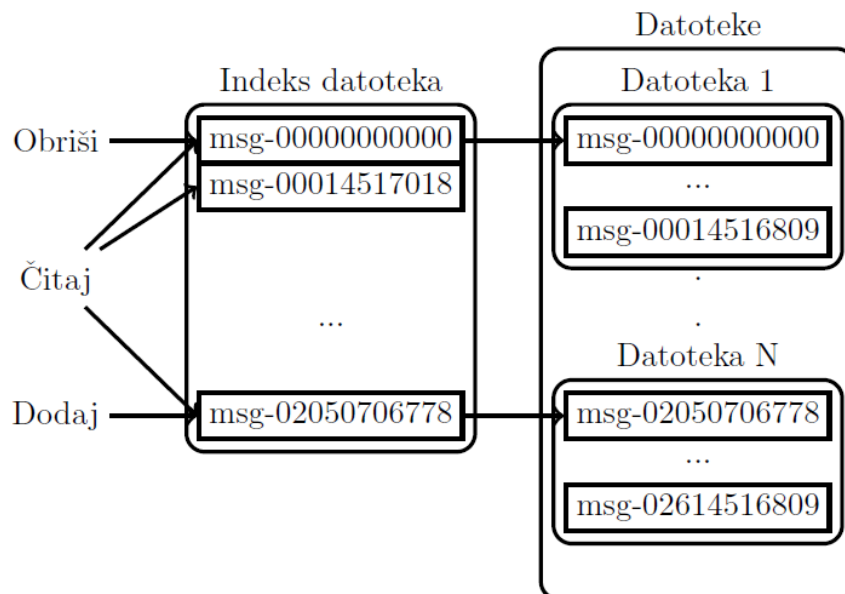 Datoteke
Indeks datoteka
Datoteka 1
Obriši
msg-00000000000
msg-00000000000
msg-00014517018
...
msg-00014516809
Čitaj
.
...
.
Datoteka N
Dodaj
msg-02050706778
msg-02050706778
...
msg-02614516809